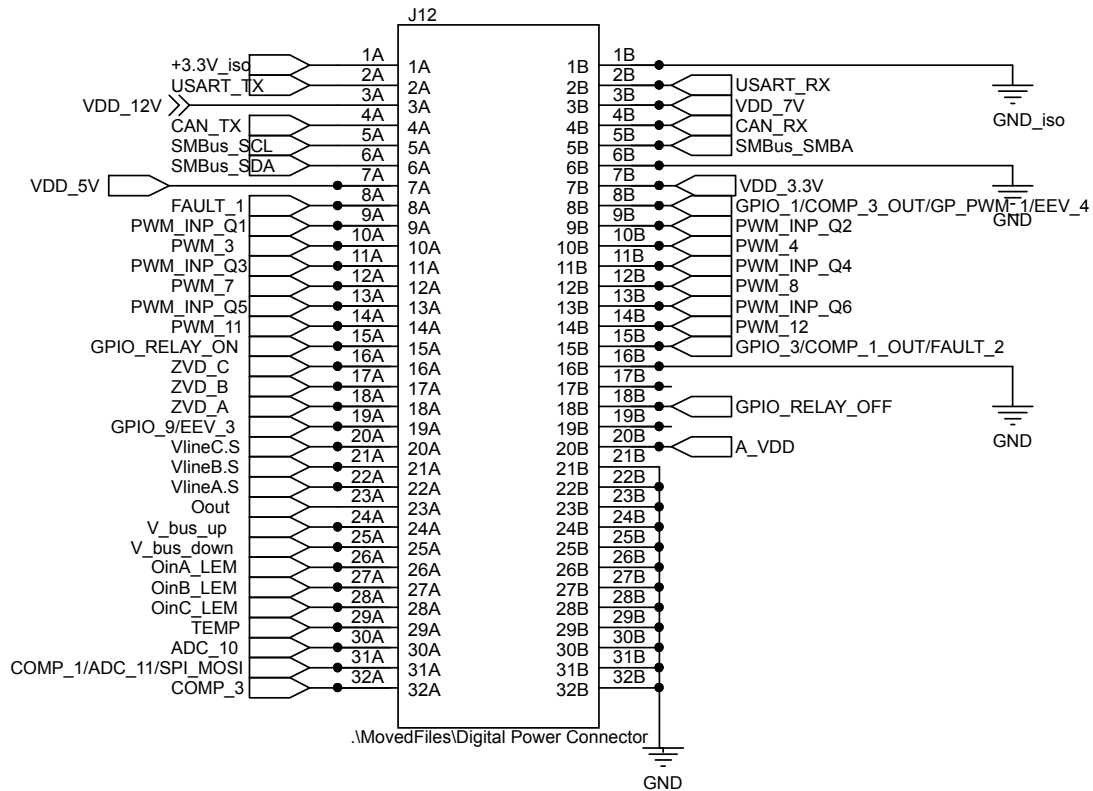 J12
1A 1A 1B 1B
+3.3V_iso
2A 2A 2B 2B
USART_TX USART_RX
3A 3A 3B 3B
VDD_12V VDD_7V
4A 4A 4B 4B
CAN_TX CAN_RX
GND_iso
5A 5A 5B 5B
SMBus_SCL SMBus_SMBA
6A 6A 6B 6B
SMBus_SDA
7A 7A 7B 7B
VDD_5V VDD_3.3V
8A 8A 8B 8B
FAULT_1 GPIO_1/COMP_3_OUT/GP_PWM_1/EEV_4
GND
9A 9A 9B 9B
PWM_INP_Q1 PWM_INP_Q2
10A 10A 10B 10B
PWM_3 PWM_4
11A 11A 11B 11B
PWM_INP_Q3 PWM_INP_Q4
12A 12A 12B 12B
PWM_7 PWM_8
13A 13A 13B 13B
PWM_INP_Q5 PWM_INP_Q6
14A 14A 14B 14B
PWM_11 PWM_12
15A 15A 15B 15B
GPIO_RELAY_ON GPIO_3/COMP_1_OUT/FAULT_2
16A 16A 16B 16B
ZVD_C
17A 17A 17B 17B
ZVD_B
18A 18A 18B 18B
ZVD_A GPIO_RELAY_OFF
19A 19A 19B 19B
GPIO_9/EEV_3
GND
20A 20A 20B 20B
VlineC.S A_VDD
21A 21A 21B 21B
VlineB.S
22A 22A 22B 22B
VlineA.S
23A 23A 23B 23B
Oout
24A 24A 24B 24B
V_bus_up
25A 25A 25B 25B
V_bus_down
26A 26A 26B 26B
OinA_LEM
27A 27A 27B 27B
OinB_LEM
28A 28A 28B 28B
OinC_LEM
29A 29A 29B 29B
TEMP
30A 30A 30B 30B
ADC_10
31A 31A 31B 31B
COMP_1/ADC_11/SPI_MOSI
32A 32A 32B 32B
COMP_3
.\MovedFiles\Digital Power Connector
GND